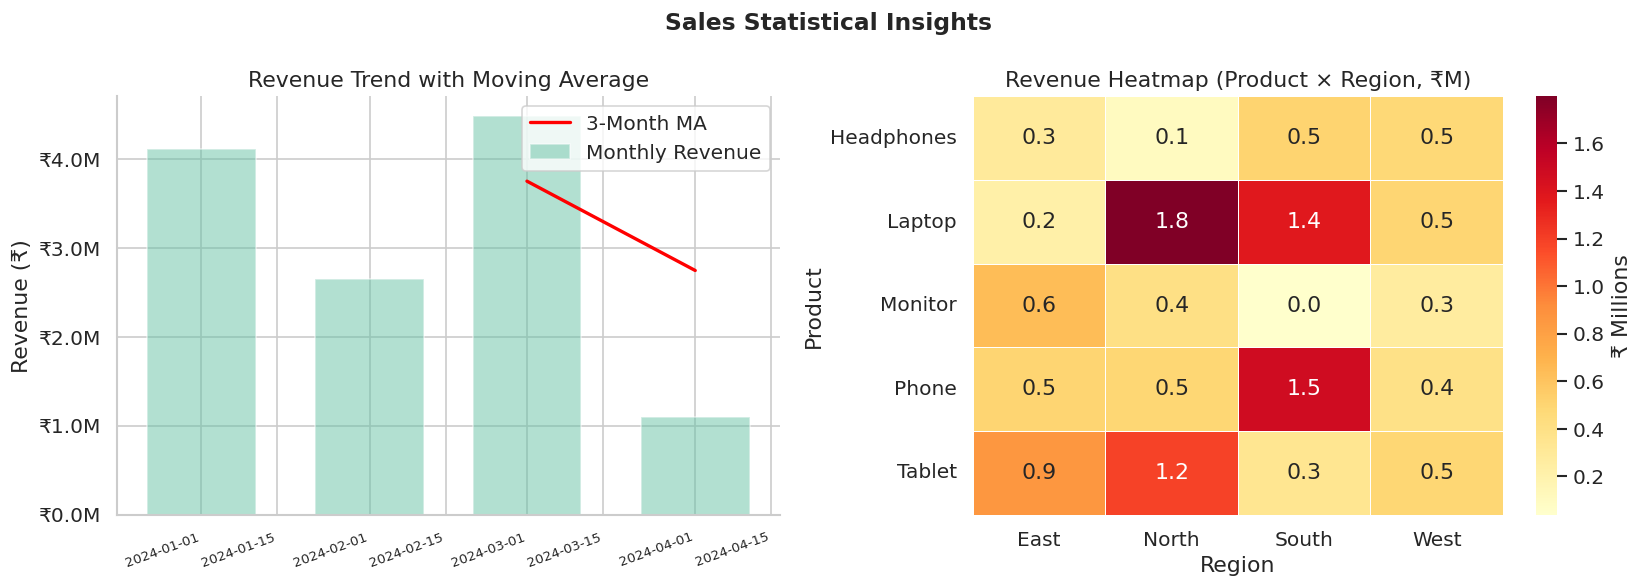 Sales Statistical Insights
Revenue Trend with Moving Average
3-Month MA
Monthly Revenue
Revenue (₹)
₹4.0M
₹3.0M
₹2.0M
₹1.0M
₹0.0M
2024-01-01
2024-01-15
2024-02-01
2024-02-15
2024-03-01
2024-03-15
2024-04-01
2024-04-15
Revenue Heatmap (Product × Region, ₹M)
Product
Headphones 0.3 0.1 0.5 0.5
Laptop 0.2 1.8 1.4 0.5
Monitor 0.6 0.4 0.0 0.3
Phone 0.5 0.5 1.5 0.4
Tablet 0.9 1.2 0.3 0.5
East North South West
Region
1.6
1.4
1.2
1.0
0.8
0.6
0.4
0.2
₹ Millions